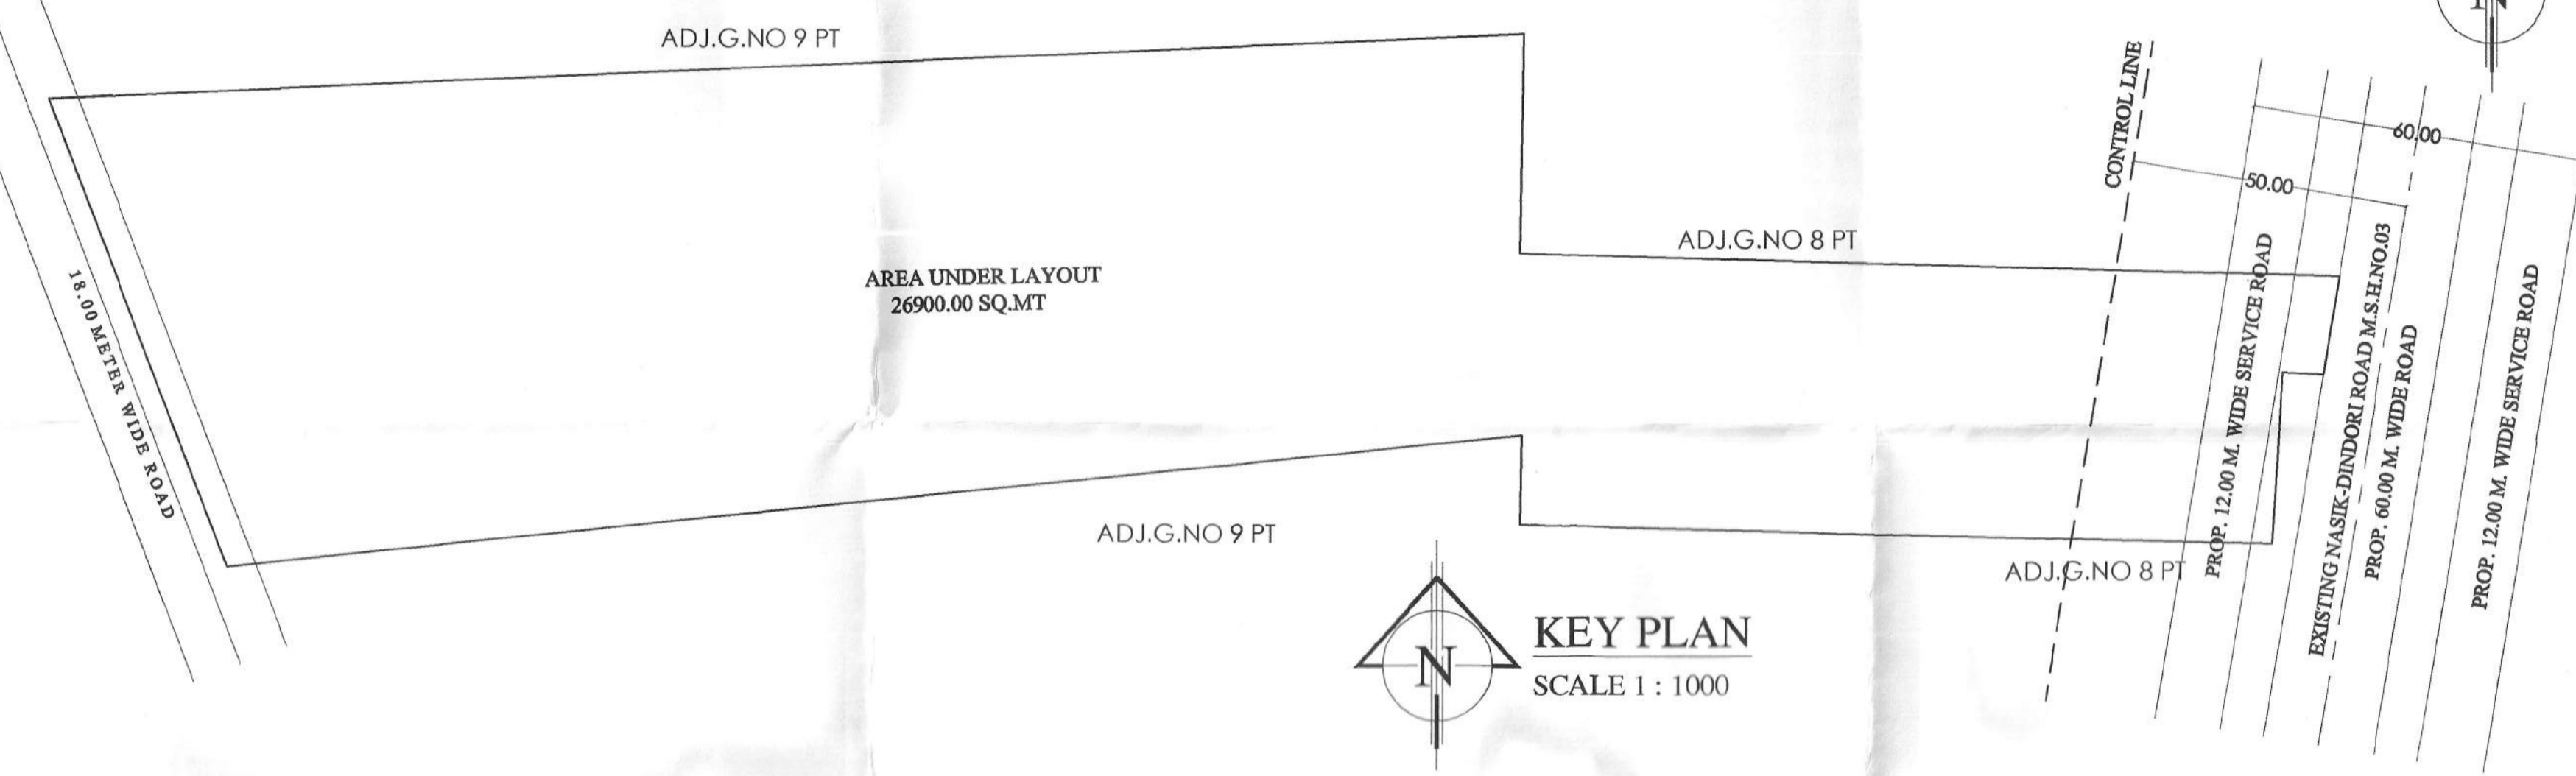 ADJ.G.NO 9 PT
N
CONTROL LINE
60.00
50.00
ADJ.G.NO 8 PT
AREA UNDER LAYOUT
26900.00 SQ.MT
18.00 METER WIDE ROAD
PROP. 12.00 M. WIDE SERVICE ROAD
EXISTING NASIK-DINDORI ROAD M.S.H.NO.03
PROP. 60.00 M. WIDE ROAD
PROP. 12.00 M. WIDE SERVICE ROAD
ADJ.G.NO 9 PT
ADJ.G.NO 8 PT
N
KEY PLAN
SCALE 1 : 1000